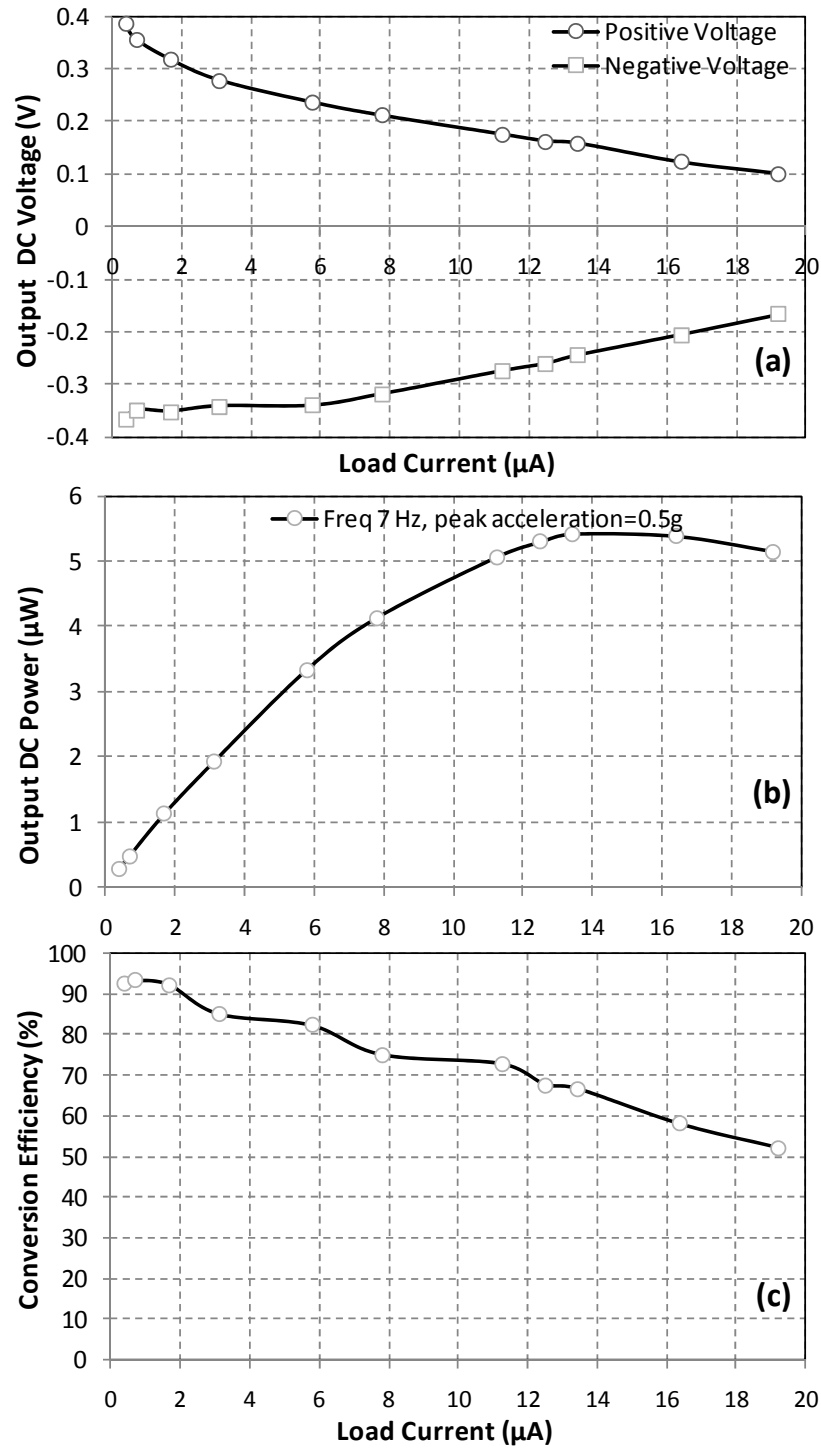 0.4
0.3
0.2
0.1
0
-0.1
-0.2
-0.3
-0.4
Output DC Voltage (V)
Positive Voltage
Negative Voltage
0 2 4 6 8 10 12 14 16 18 20
(a)
Load Current (µA)
6
5
4
3
2
1
0
Output DC Power (µW)
Freq 7 Hz, peak acceleration=0.5g
(b)
0 2 4 6 8 10 12 14 16 18 20
100
90
80
70
60
50
40
30
20
10
0
Conversion Efficiency (%)
(c)
0 2 4 6 8 10 12 14 16 18 20
Load Current (µA)